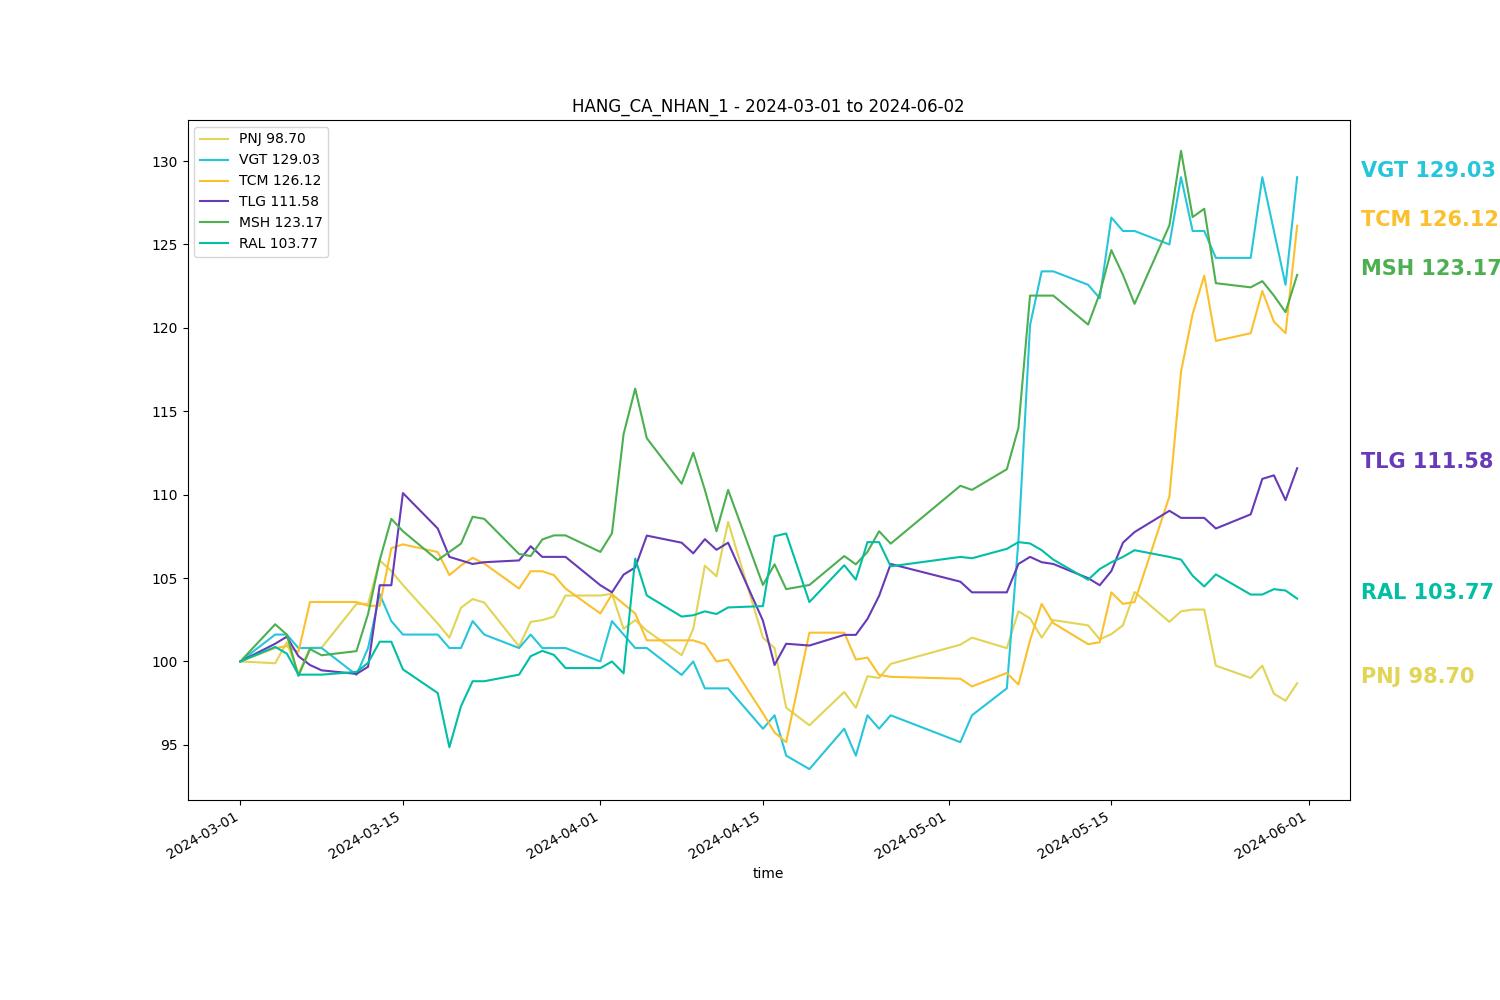 HANG_CA_NHAN_1 - 2024-03-01 to 2024-06-02
PNJ 98.70
VGT 129.03
TCM 126.12
TLG 111.58
MSH 123.17
RAL 103.77
130
125
120
115
110
105
100
95
VGT 129.03
TCM 126.12
MSH 123.17
TLG 111.58
RAL 103.77
PNJ 98.70
2024-03-01
2024-03-15
2024-04-01
2024-04-15
2024-05-01
2024-05-15
2024-06-01
time